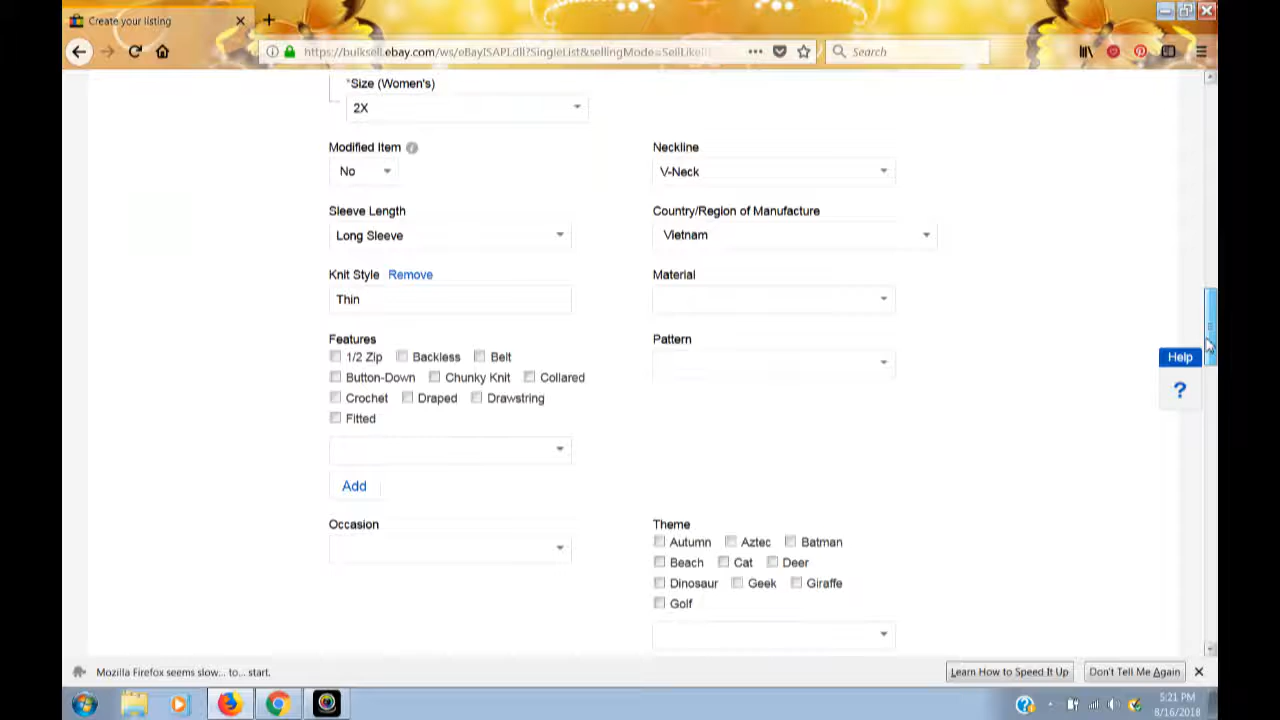 Create your listing
https://bulksell.ebay.com/ws/eBayISAPI.dll?SingleList&sellingMode=SellLikeI
Search
*Size (Women's)
2X
Modified Item
No
Neckline
V-Neck
Sleeve Length
Long Sleeve
Country/Region of Manufacture
Vietnam
Knit Style Remove
Thin
Material
Features
1/2 Zip Backless Belt
Button-Down Chunky Knit Collared
Crochet Draped Drawstring
Fitted
Pattern
Help
?
Add
Occasion
Theme
Autumn Aztec Batman
Beach Cat Deer
Dinosaur Geek Giraffe
Golf
Mozilla Firefox seems slow... to... start.
Learn How to Speed It Up
Don't Tell Me Again
5:21 PM
8/16/2018